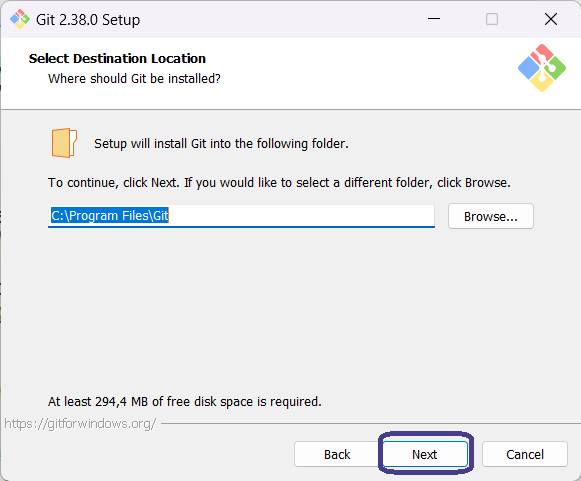 Git 2.38.0 Setup
Select Destination Location
Where should Git be installed?
Setup will install Git into the following folder.
To continue, click Next. If you would like to select a different folder, click Browse.
C:\Program Files\Git
Browse...
At least 294,4 MB of free disk space is required.
https://gitforwindows.org/
Back
Next
Cancel